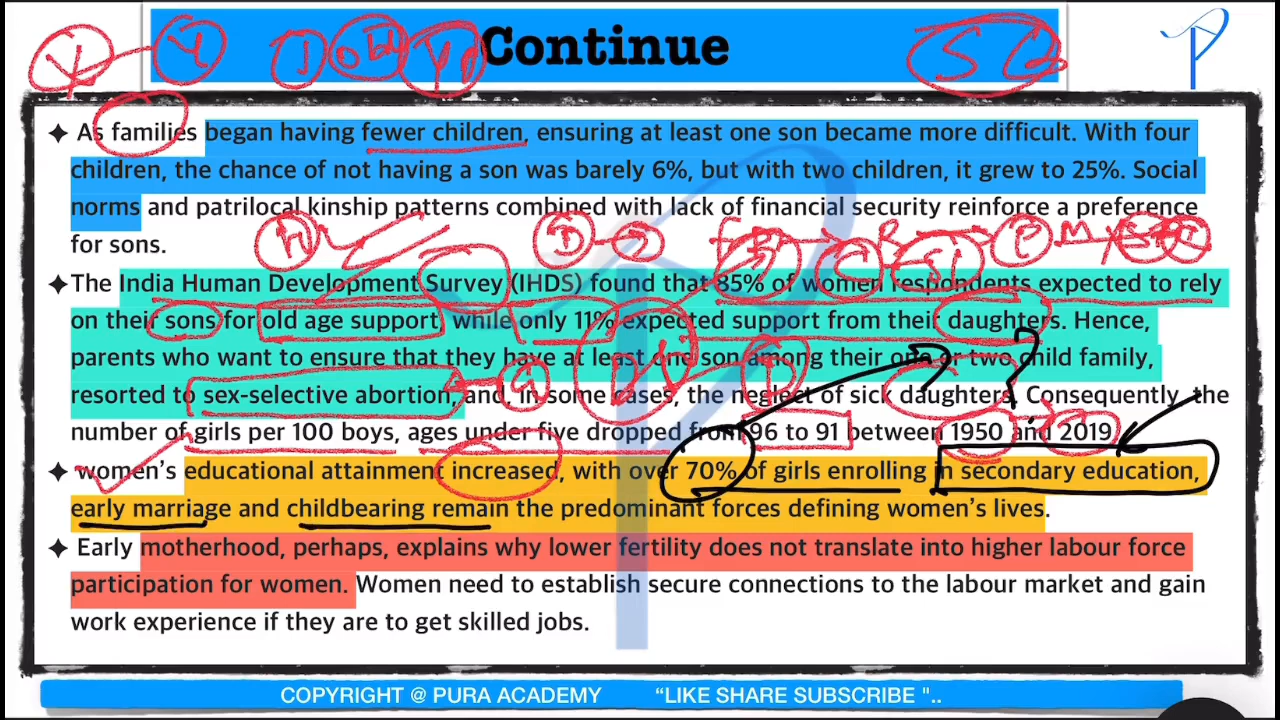 Continue
✦ As families began having fewer children, ensuring at least one son became more difficult. With four
children, the chance of not having a son was barely 6%, but with two children, it grew to 25%. Social
norms and patrilocal kinship patterns combined with lack of financial security reinforce a preference
for sons.
✦ The India Human Development Survey (IHDS) found that 85% of women respondents expected to rely
on their sons for old age support, while only 11% expected support from their daughters. Hence,
parents who want to ensure that they have at least one son among their one or two child family,
resorted to sex-selective abortion, and, in some cases, the neglect of sick daughters. Consequently the
number of girls per 100 boys, ages under five dropped from 96 to 91 between 1950 and 2019
✦ women’s educational attainment increased, with over 70% of girls enrolling in secondary education,
early marriage and childbearing remain the predominant forces defining women’s lives.
✦ Early motherhood, perhaps, explains why lower fertility does not translate into higher labour force
participation for women. Women need to establish secure connections to the labour market and gain
work experience if they are to get skilled jobs.
COPYRIGHT @ PURA ACADEMY “LIKE SHARE SUBSCRIBE "..